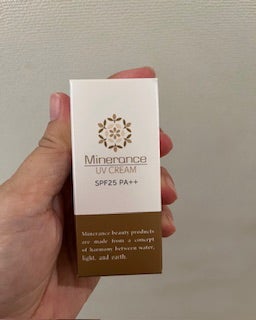 Minerance
UV CREAM
SPF25 PA++
Minerance beauty products
are made from a concept
of harmony between water,
light, and earth.